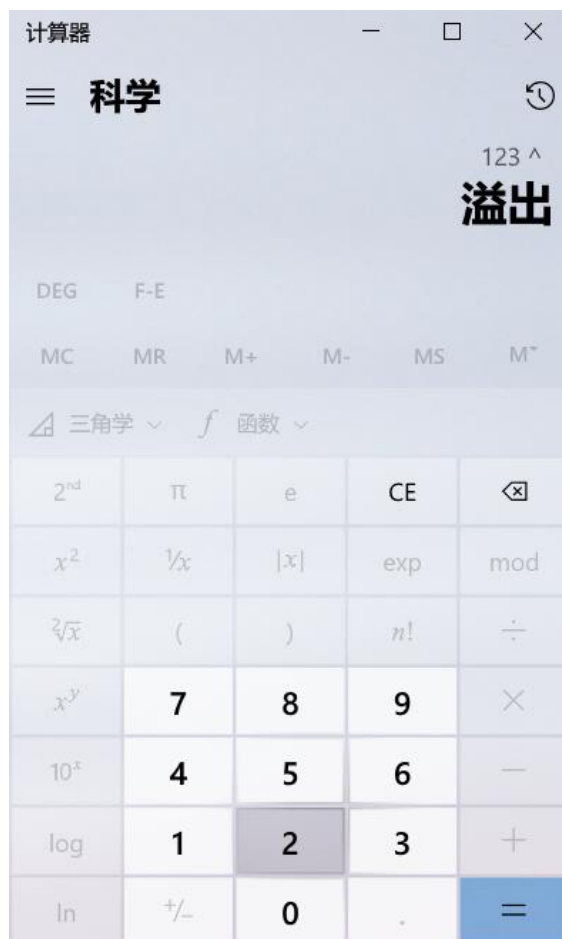 计算器
科学
123 ^
溢出
DEG F-E
MC MR M+ M- MS M˅
三角学 f 函数
2ⁿᵈ π e CE
x² ¹/x |x| exp mod
²√x ( ) n! ÷
xʸ 7 8 9 ×
10ˣ 4 5 6 −
log 1 2 3 +
ln +/− 0 . =